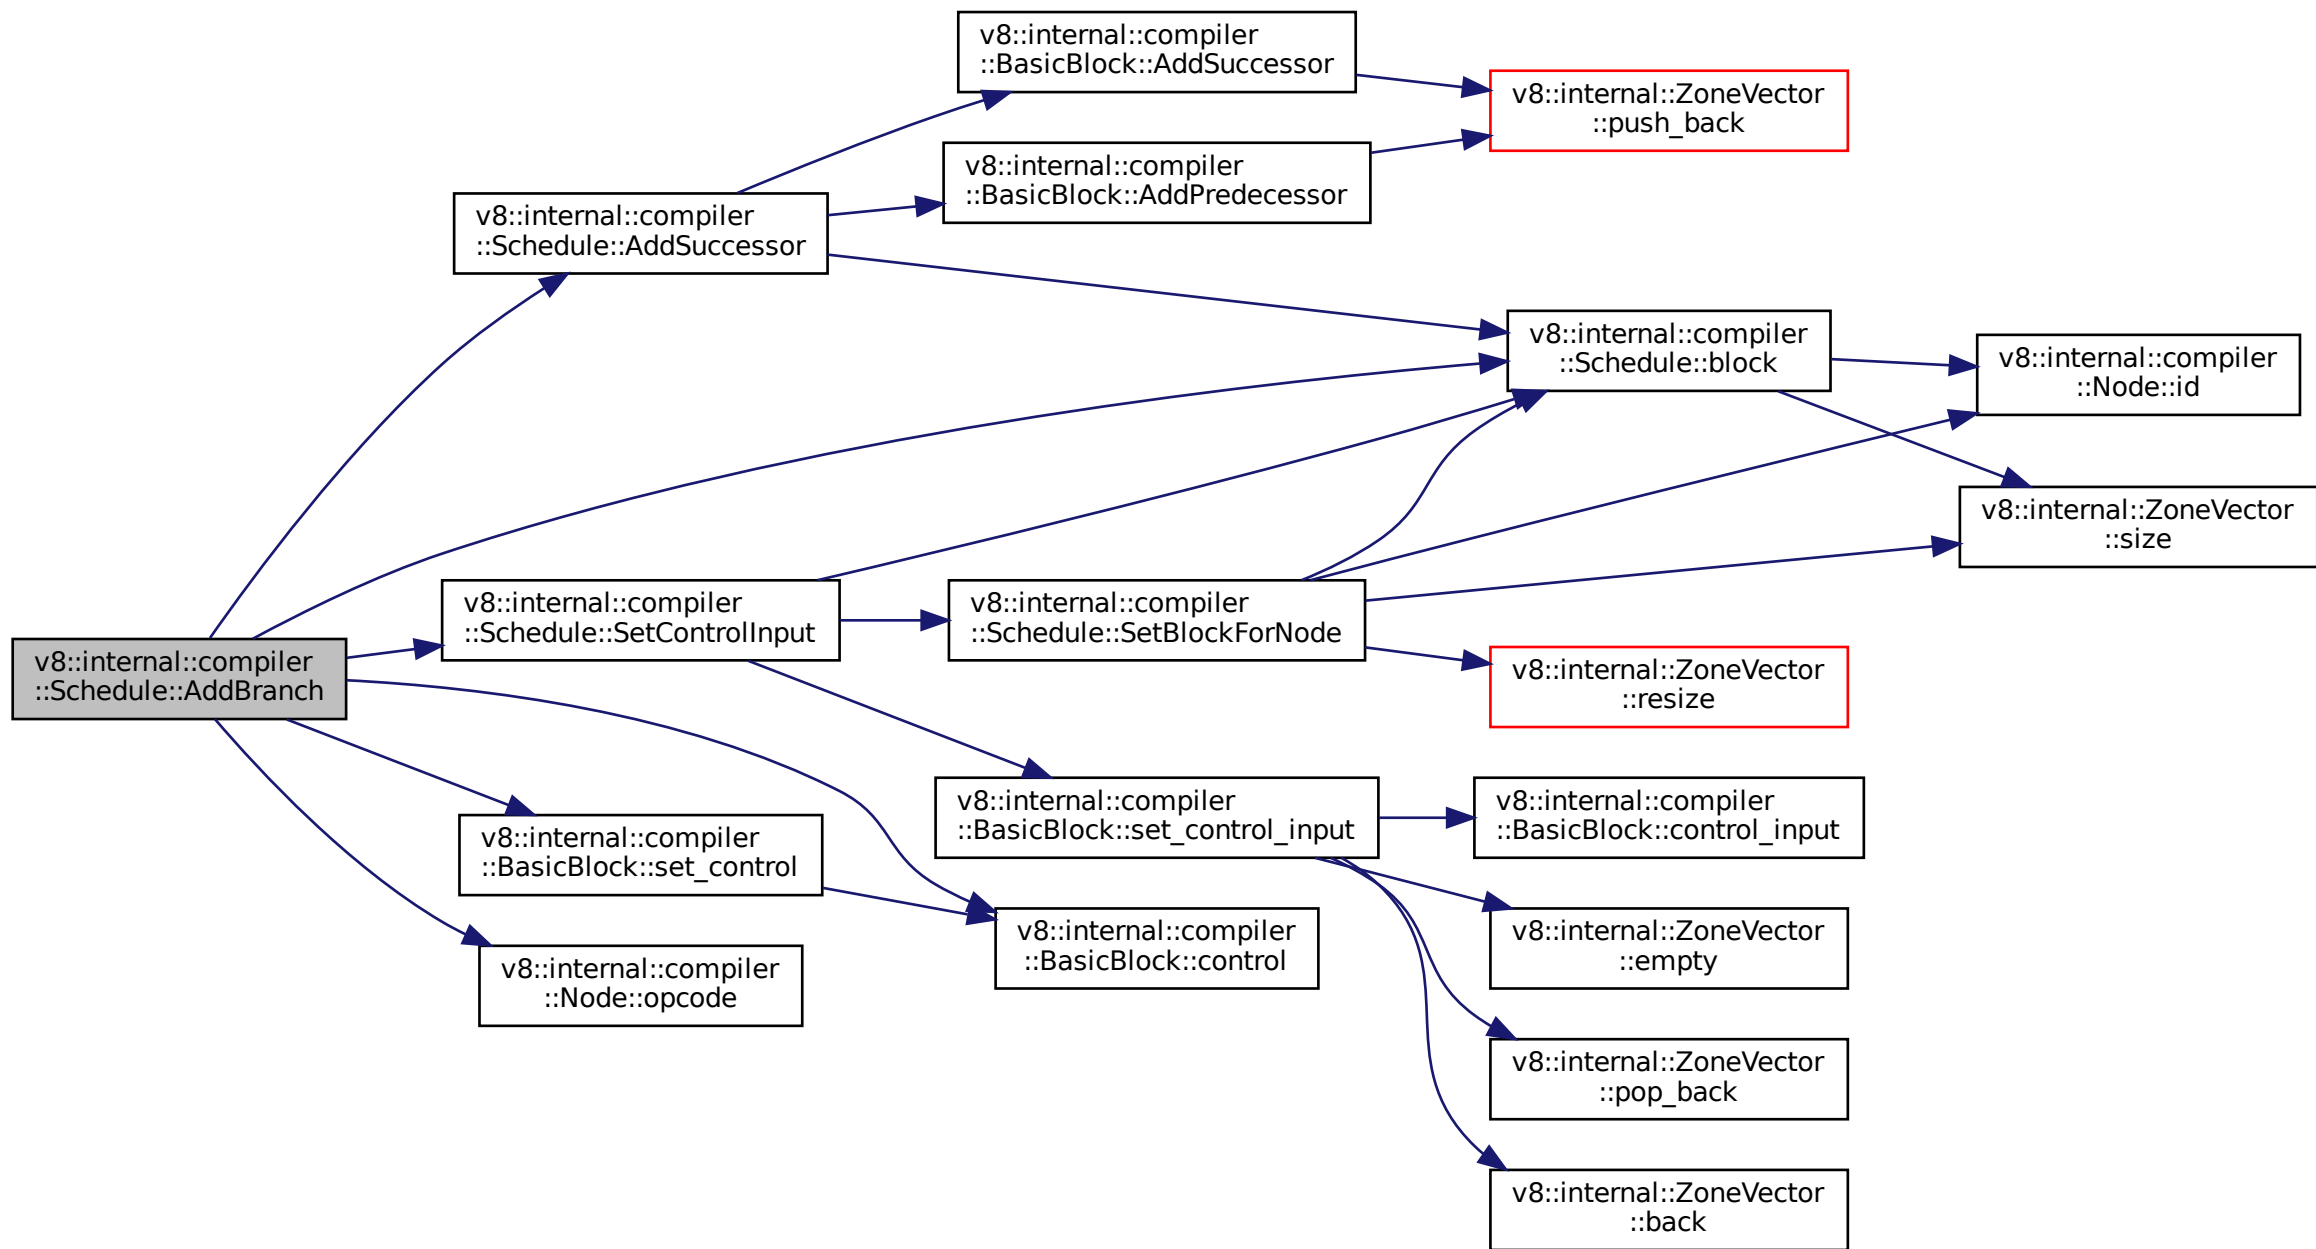 v8::internal::compiler
::BasicBlock::AddSuccessor
v8::internal::ZoneVector
::push_back
v8::internal::compiler
::BasicBlock::AddPredecessor
v8::internal::compiler
::Schedule::AddSuccessor
v8::internal::compiler
::Schedule::block
v8::internal::compiler
::Node::id
v8::internal::ZoneVector
::size
v8::internal::compiler
::Schedule::SetControlInput
v8::internal::compiler
::Schedule::SetBlockForNode
v8::internal::compiler
::Schedule::AddBranch
v8::internal::ZoneVector
::resize
v8::internal::compiler
::BasicBlock::set_control_input
v8::internal::compiler
::BasicBlock::control_input
v8::internal::compiler
::BasicBlock::set_control
v8::internal::compiler
::BasicBlock::control
v8::internal::ZoneVector
::empty
v8::internal::compiler
::Node::opcode
v8::internal::ZoneVector
::pop_back
v8::internal::ZoneVector
::back